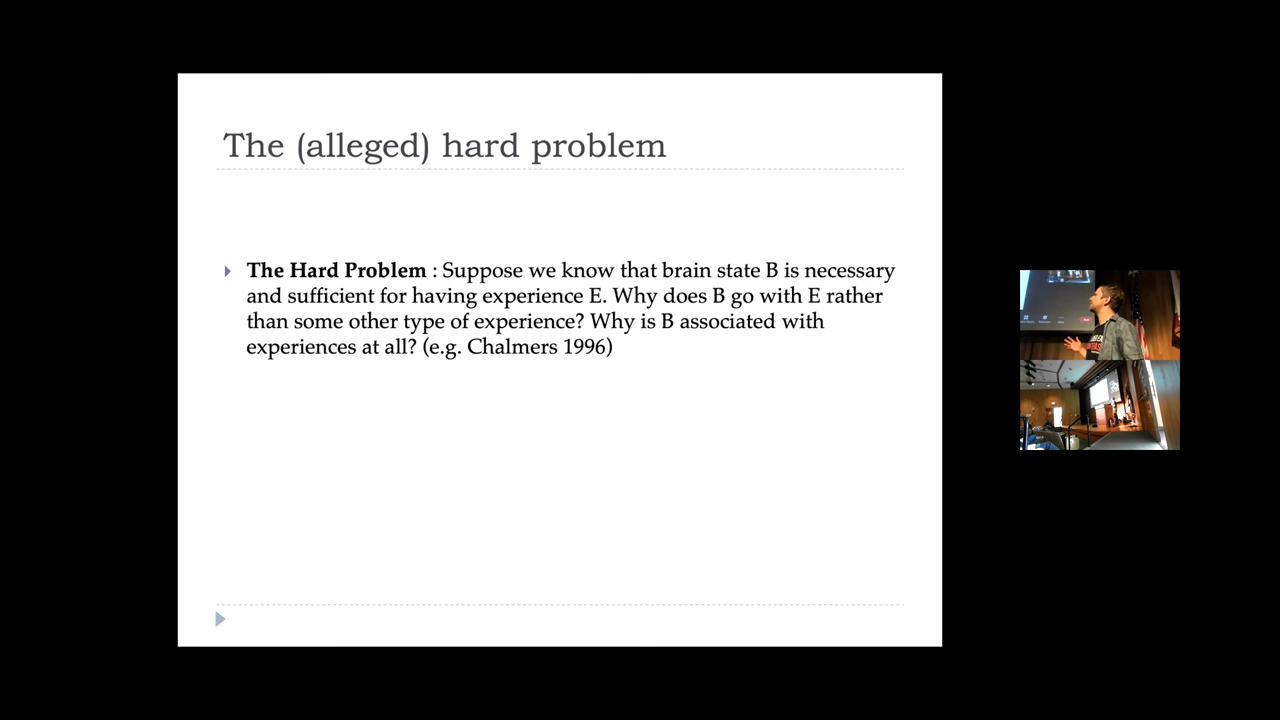 The (alleged) hard problem
The Hard Problem : Suppose we know that brain state B is necessary
and sufficient for having experience E. Why does B go with E rather
than some other type of experience? Why is B associated with
experiences at all? (e.g. Chalmers 1996)